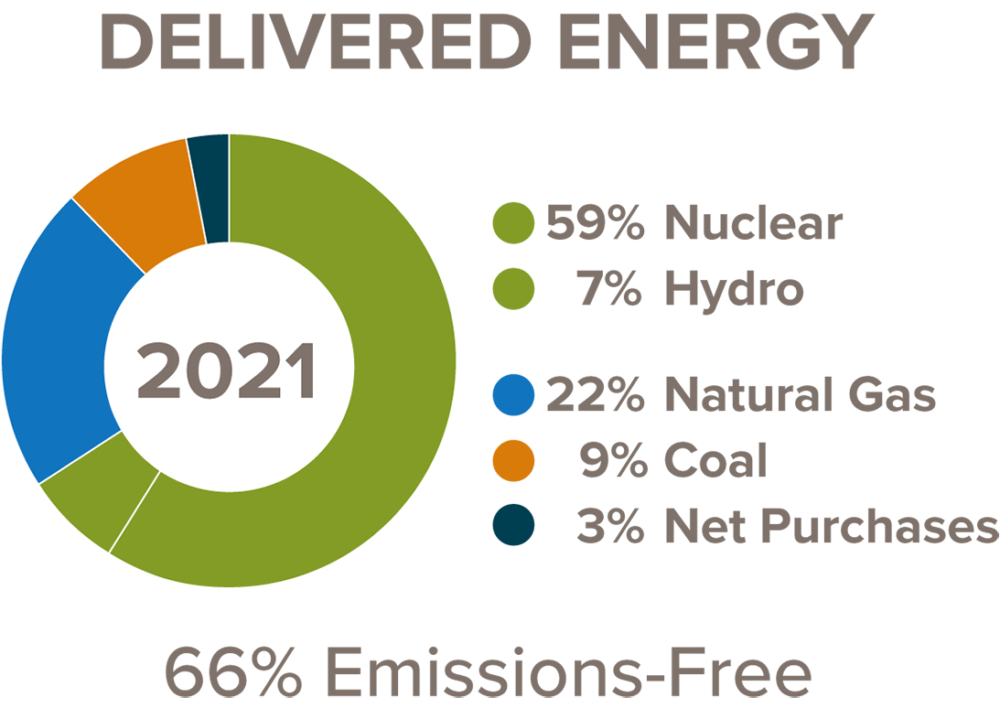 DELIVERED ENERGY
2021
59% Nuclear
7% Hydro
22% Natural Gas
9% Coal
3% Net Purchases
66% Emissions-Free